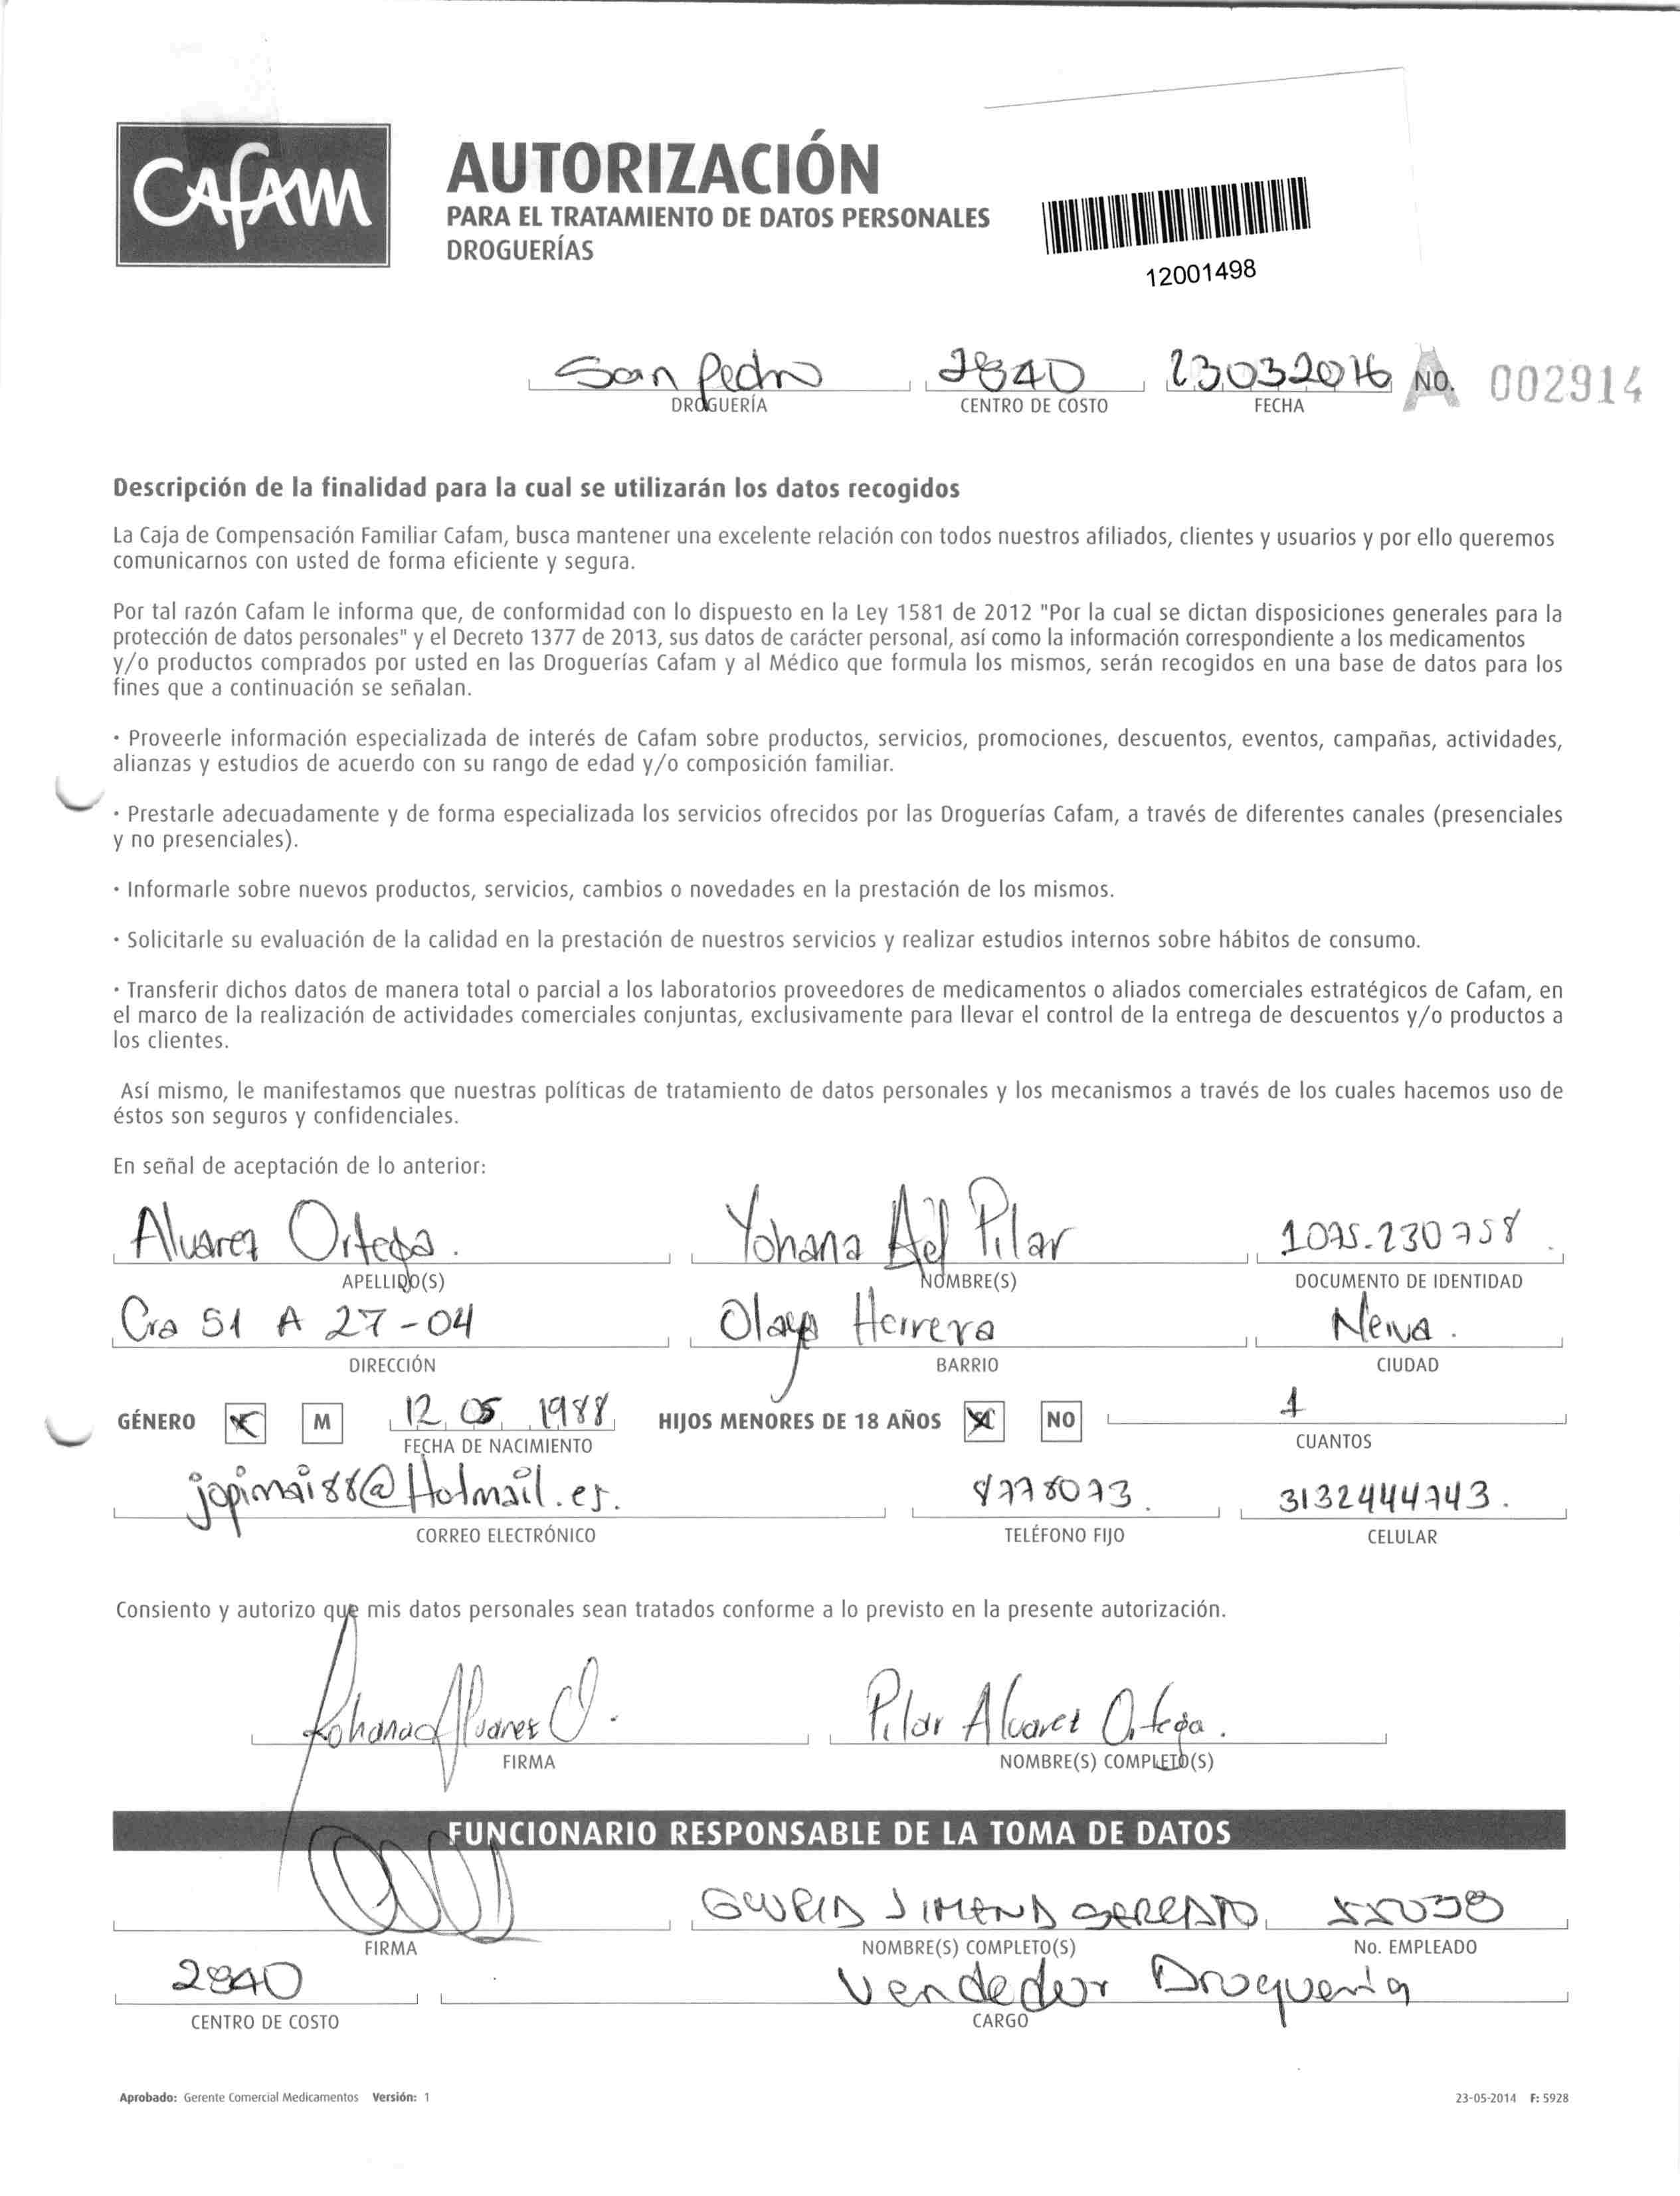 CAFAM
AUTORIZACIÓN
PARA EL TRATAMIENTO DE DATOS PERSONALES
DROGUERÍAS
12001498
San Pedro 2840 23032016 A No. 002914
DROGUERÍA CENTRO DE COSTO FECHA
Descripción de la finalidad para la cual se utilizarán los datos recogidos
La Caja de Compensación Familiar Cafam, busca mantener una excelente relación con todos nuestros afiliados, clientes y usuarios y por ello queremos
comunicarnos con usted de forma eficiente y segura.
Por tal razón Cafam le informa que, de conformidad con lo dispuesto en la Ley 1581 de 2012 "Por la cual se dictan disposiciones generales para la
protección de datos personales" y el Decreto 1377 de 2013, sus datos de carácter personal, así como la información correspondiente a los medicamentos
y/o productos comprados por usted en las Droguerías Cafam y al Médico que formula los mismos, serán recogidos en una base de datos para los
fines que a continuación se señalan.
· Proveerle información especializada de interés de Cafam sobre productos, servicios, promociones, descuentos, eventos, campañas, actividades,
alianzas y estudios de acuerdo con su rango de edad y/o composición familiar.
· Prestarle adecuadamente y de forma especializada los servicios ofrecidos por las Droguerías Cafam, a través de diferentes canales (presenciales
y no presenciales).
· Informarle sobre nuevos productos, servicios, cambios o novedades en la prestación de los mismos.
· Solicitarle su evaluación de la calidad en la prestación de nuestros servicios y realizar estudios internos sobre hábitos de consumo.
· Transferir dichos datos de manera total o parcial a los laboratorios proveedores de medicamentos o aliados comerciales estratégicos de Cafam, en
el marco de la realización de actividades comerciales conjuntas, exclusivamente para llevar el control de la entrega de descuentos y/o productos a
los clientes.
Así mismo, le manifestamos que nuestras políticas de tratamiento de datos personales y los mecanismos a través de los cuales hacemos uso de
éstos son seguros y confidenciales.
En señal de aceptación de lo anterior:
Alvarez Ortega. Yohana del Pilar 1075.230758.
APELLIDO(S) NOMBRE(S) DOCUMENTO DE IDENTIDAD
Cra 51 A 27-04 Olaya Herrera Neiva.
DIRECCIÓN BARRIO CIUDAD
GÉNERO M 12 05 1988 HIJOS MENORES DE 18 AÑOS NO 1
FECHA DE NACIMIENTO CUANTOS
jopimai88@Hotmail.es. 8778073. 3132444743.
CORREO ELECTRÓNICO TELÉFONO FIJO CELULAR
Consiento y autorizo que mis datos personales sean tratados conforme a lo previsto en la presente autorización.
Yohana Alvarez O. Pilar Alvarez Ortega.
FIRMA NOMBRE(S) COMPLETO(S)
FUNCIONARIO RESPONSABLE DE LA TOMA DE DATOS
55038
FIRMA NOMBRE(S) COMPLETO(S) No. EMPLEADO
2840 Vendedor Droguería
CENTRO DE COSTO CARGO
Aprobado: Gerente Comercial Medicamentos Versión: 1 23-05-2014 F: 5928